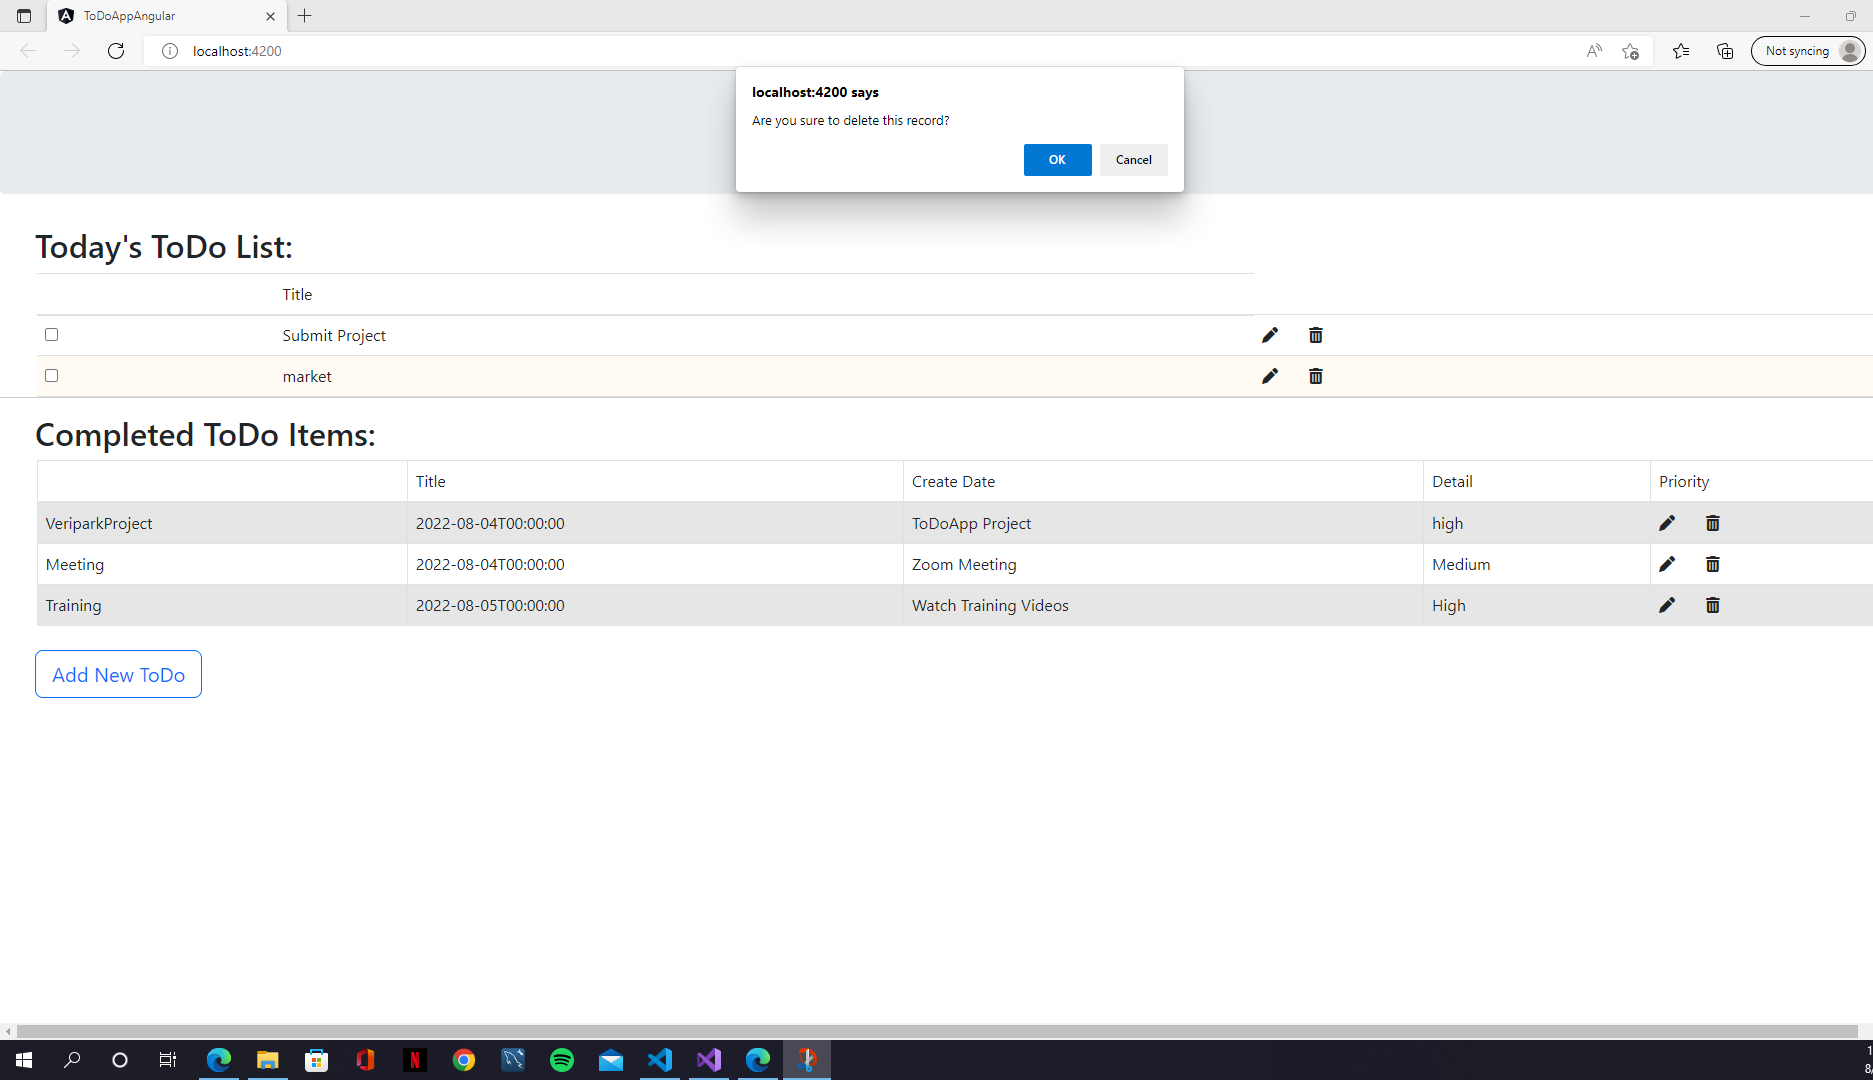 ToDoAppAngular
localhost:4200
Not syncing
localhost:4200 says
Are you sure to delete this record?
OK Cancel
Today's ToDo List:
Title
Submit Project
market
Completed ToDo Items:
Title Create Date Detail Priority
VeriparkProject 2022-08-04T00:00:00 ToDoApp Project high
Meeting 2022-08-04T00:00:00 Zoom Meeting Medium
Training 2022-08-05T00:00:00 Watch Training Videos High
Add New ToDo